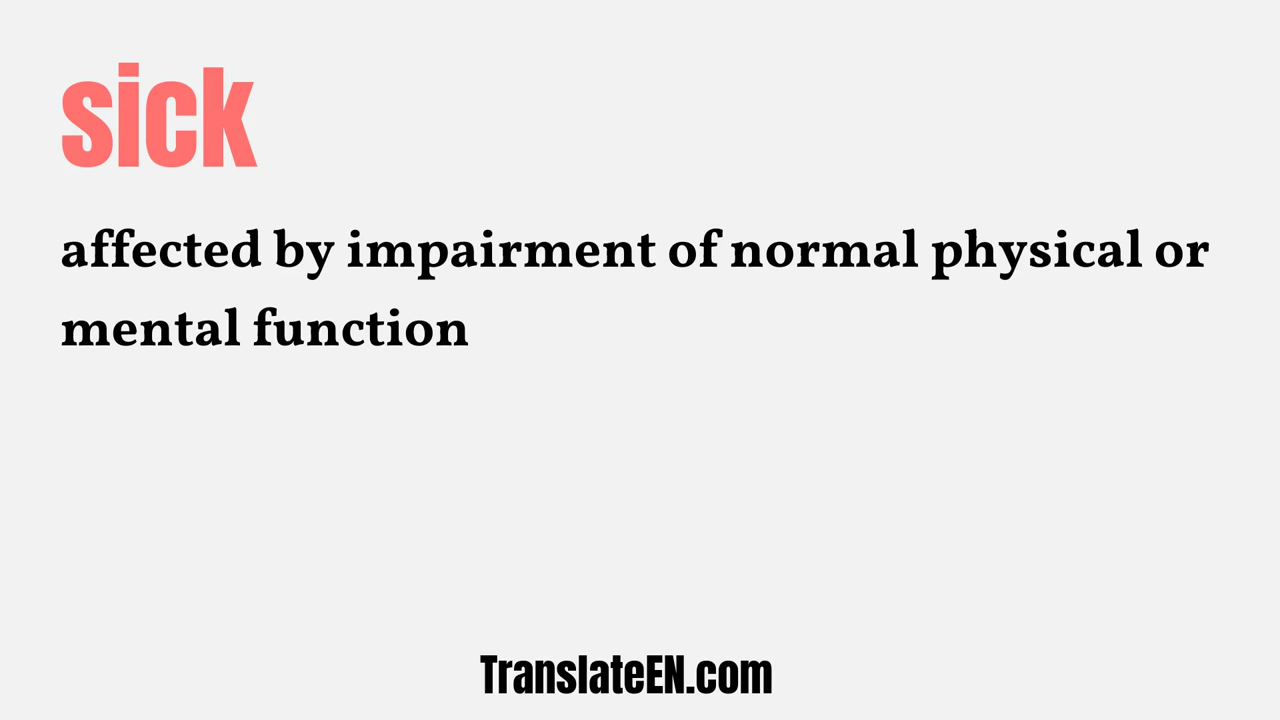 sick
affected by impairment of normal physical or
mental function
TranslateEN.com